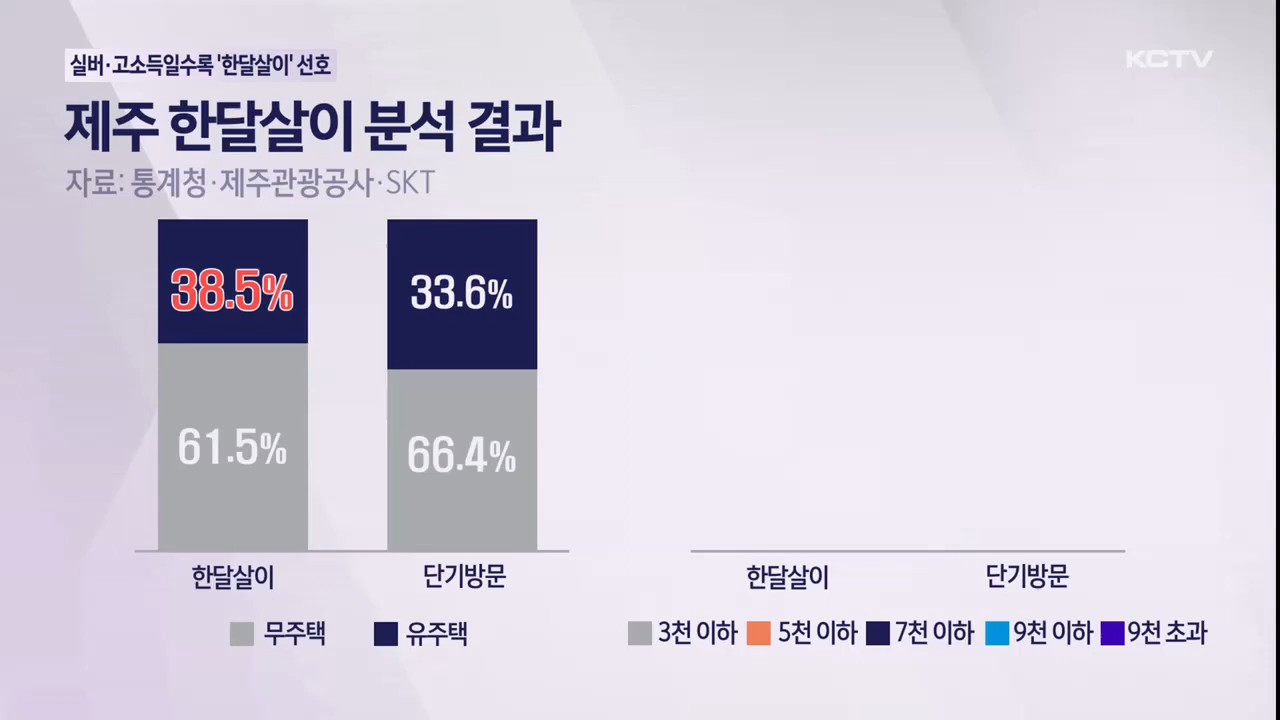 실버·고소득일수록 '한달살이' 선호
KCTV
제주 한달살이 분석 결과
자료: 통계청·제주관광공사·SKT
38.5%
33.6%
61.5%
66.4%
한달살이
단기방문
한달살이
단기방문
무주택
유주택
3천 이하
5천 이하
7천 이하
9천 이하
9천 초과